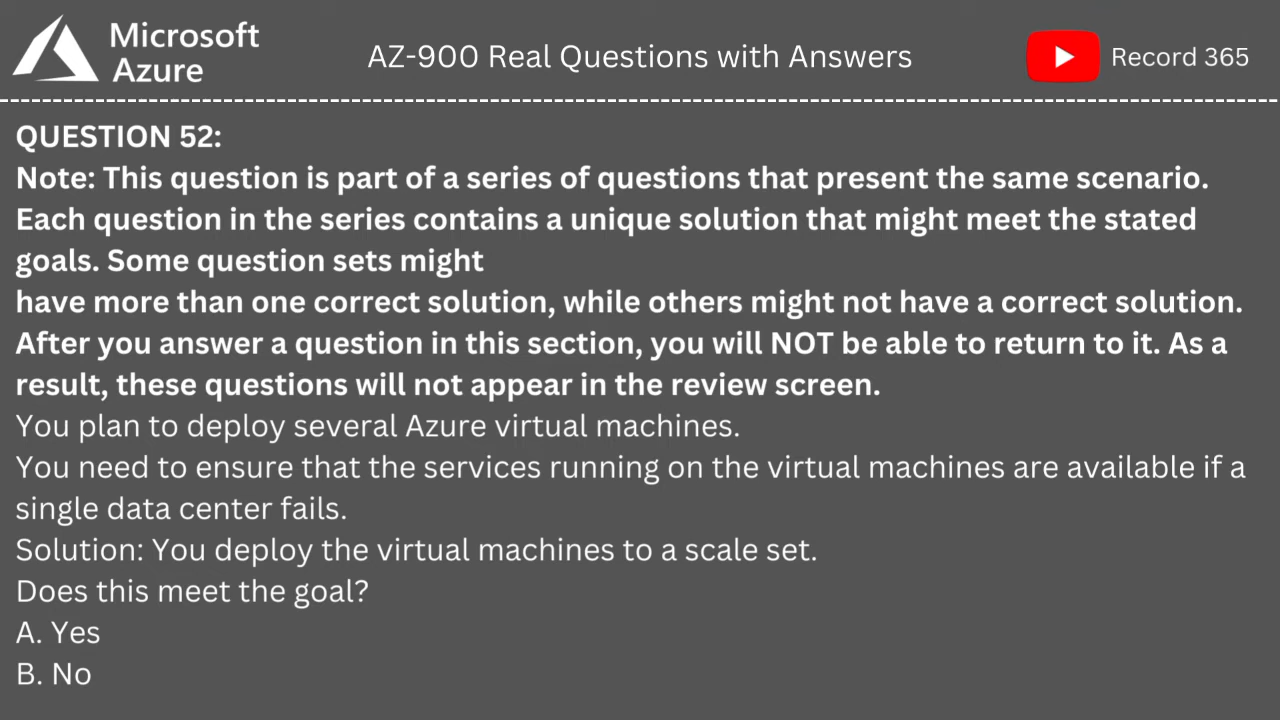 Microsoft
Azure
AZ-900 Real Questions with Answers
Record 365
QUESTION 52:
Note: This question is part of a series of questions that present the same scenario.
Each question in the series contains a unique solution that might meet the stated
goals. Some question sets might
have more than one correct solution, while others might not have a correct solution.
After you answer a question in this section, you will NOT be able to return to it. As a
result, these questions will not appear in the review screen.
You plan to deploy several Azure virtual machines.
You need to ensure that the services running on the virtual machines are available if a
single data center fails.
Solution: You deploy the virtual machines to a scale set.
Does this meet the goal?
A. Yes
B. No